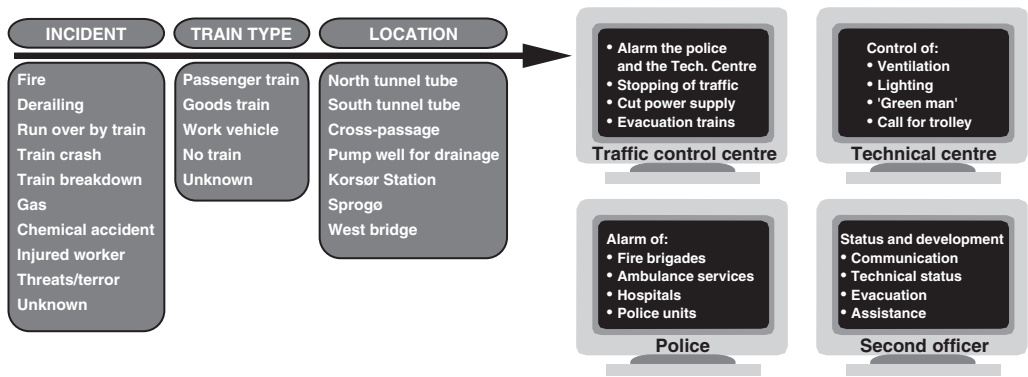 INCIDENT
Fire
Derailing
Run over by train
Train crash
Train breakdown
Gas
Chemical accident
Injured worker
Threats/terror
Unknown
TRAIN TYPE
Passenger train
Goods train
Work vehicle
No train
Unknown
LOCATION
North tunnel tube
South tunnel tube
Cross-passage
Pump well for drainage
Korsør Station
Sprogø
West bridge
• Alarm the police
and the Tech. Centre
• Stopping of traffic
• Cut power supply
• Evacuation trains
Traffic control centre
Control of:
• Ventilation
• Lighting
• 'Green man'
• Call for trolley
Technical centre
Alarm of:
• Fire brigades
• Ambulance services
• Hospitals
• Police units
Police
Status and development
• Communication
• Technical status
• Evacuation
• Assistance
Second officer